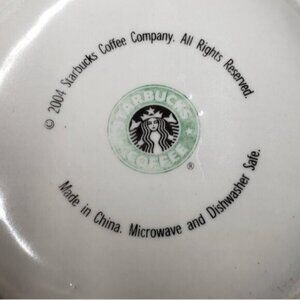 © 2004 Starbucks Coffee Company. All Rights Reserved.
STARBUCKS
COFFEE
®
Made in China. Microwave and Dishwasher Safe.